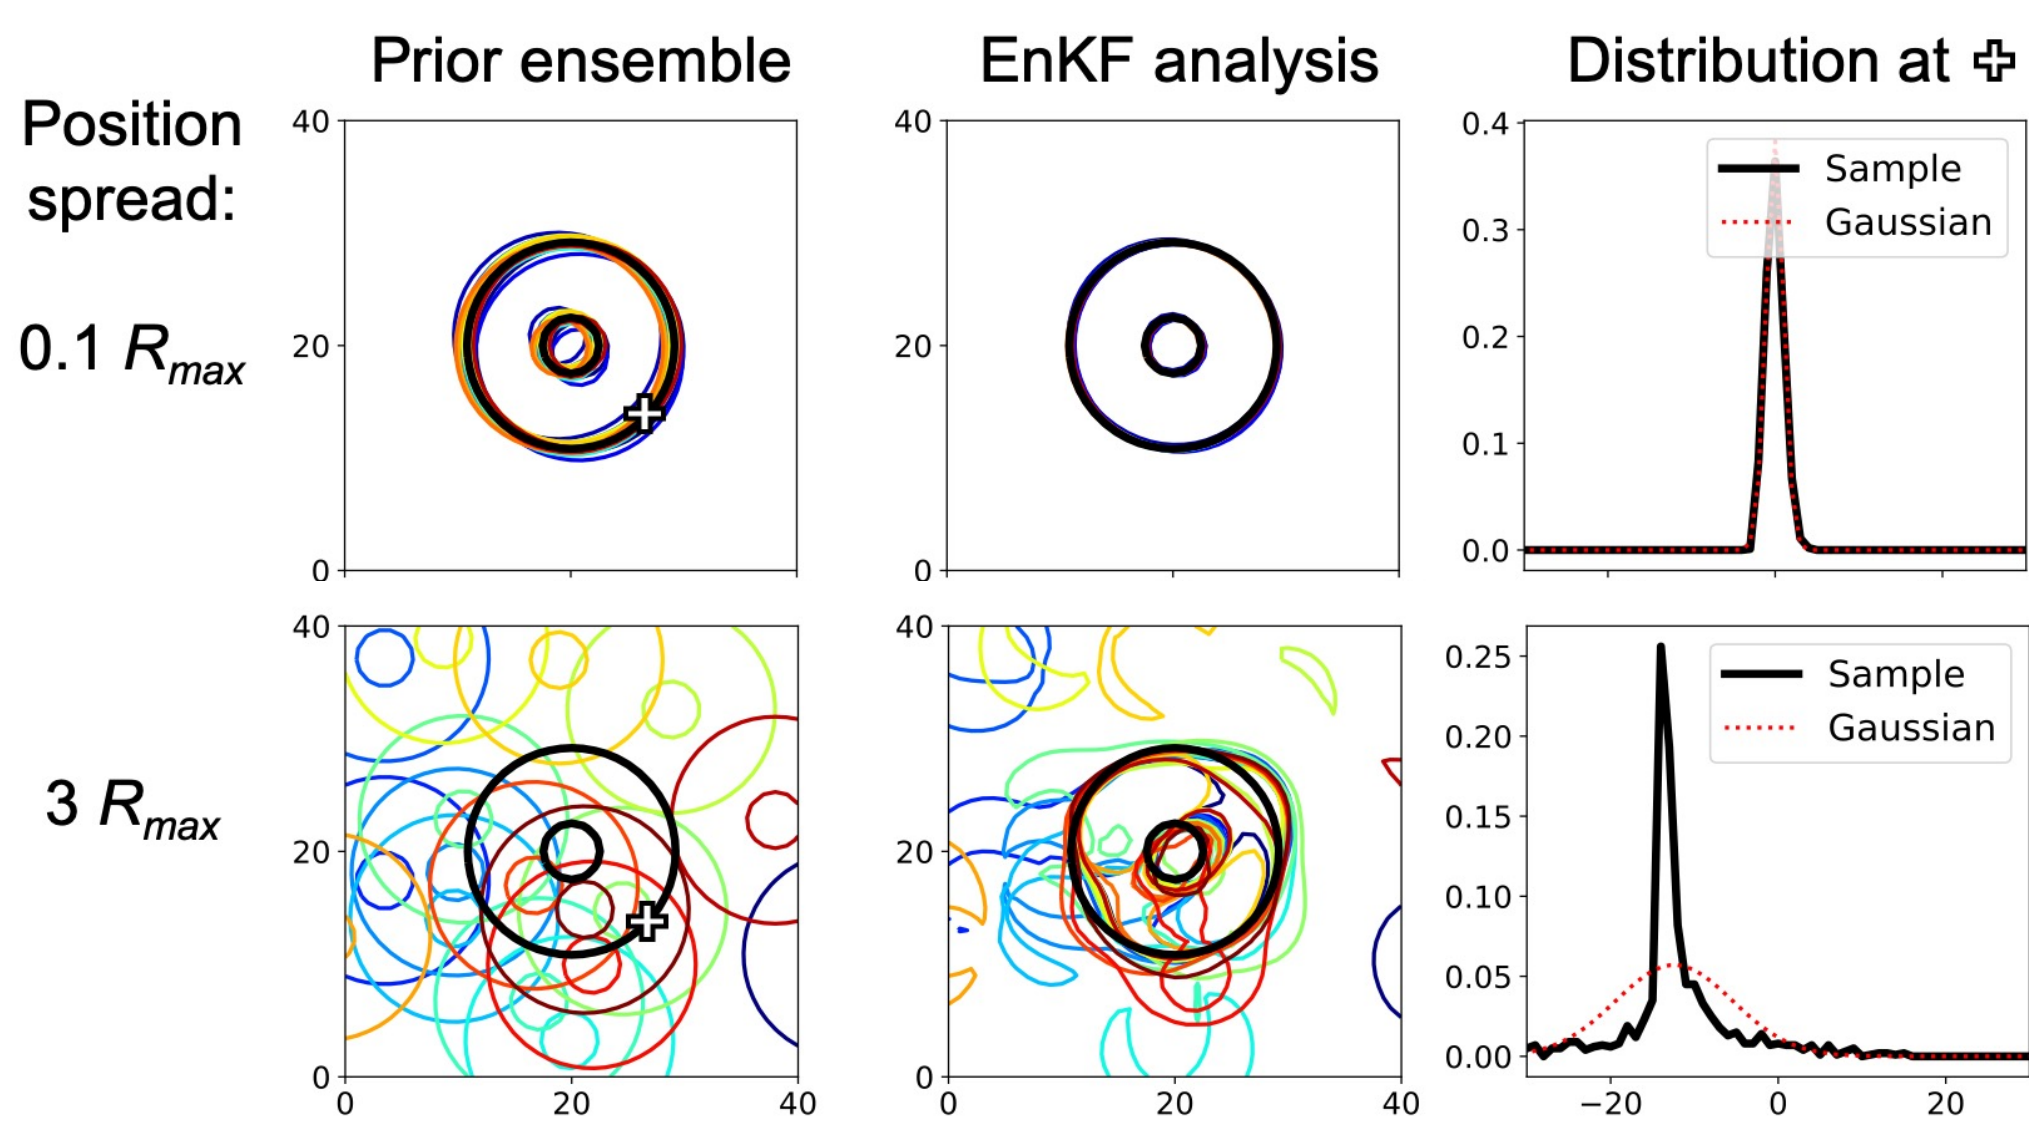 Prior ensemble
EnKF analysis
Distribution at
Position
spread:
0.1 Rmax
40
20
0
40
20
0
0.4
0.3
0.2
0.1
0.0
Sample
Gaussian
3 Rmax
40
20
0
0
20
40
40
20
0
0
20
40
0.25
0.20
0.15
0.10
0.05
0.00
Sample
Gaussian
−20
0
20